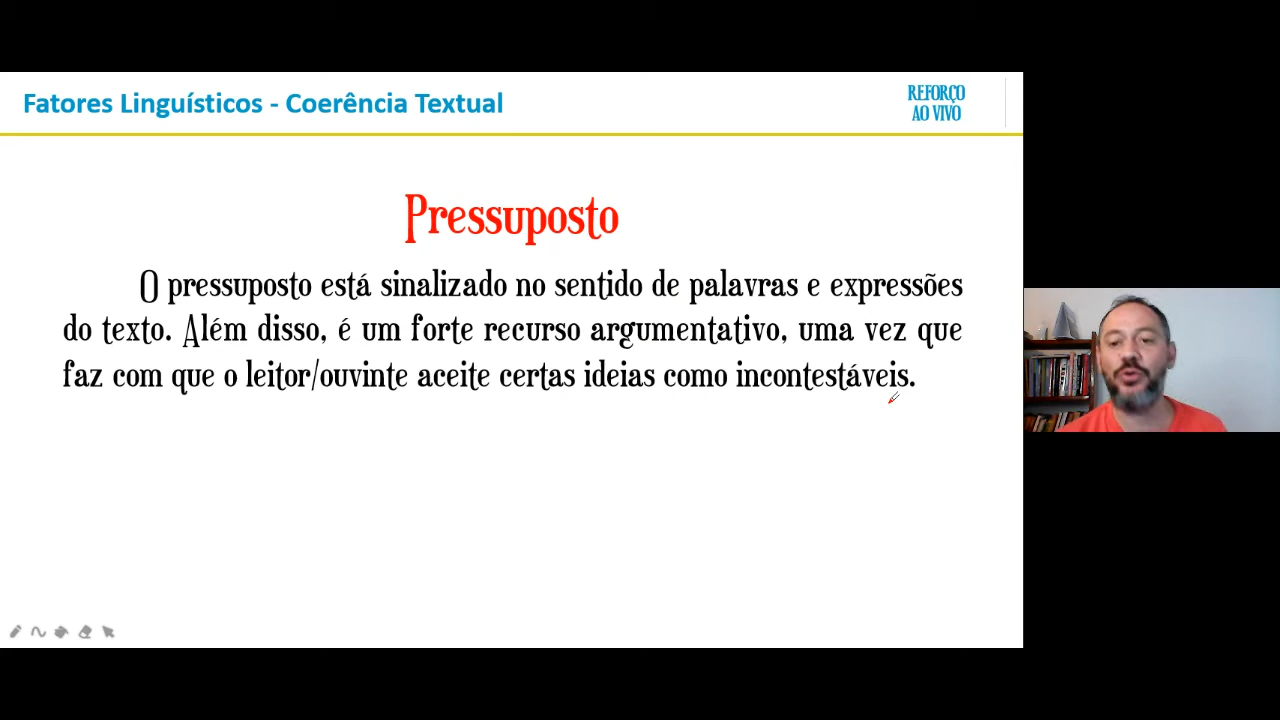 Fatores Linguísticos - Coerência Textual
REFORÇO
AO VIVO
Pressuposto
O pressuposto está sinalizado no sentido de palavras e expressões
do texto. Além disso, é um forte recurso argumentativo, uma vez que
faz com que o leitor/ouvinte aceite certas ideias como incontestáveis.